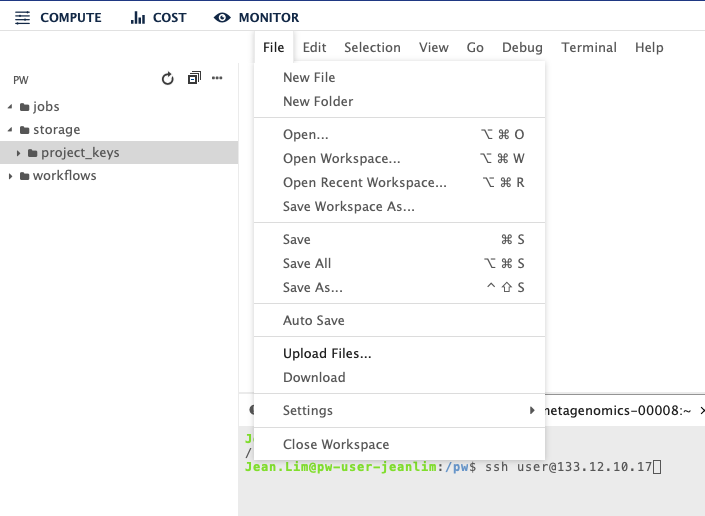 COMPUTE COST MONITOR
File Edit Selection View Go Debug Terminal Help
PW
jobs
storage
project_keys
workflows
New File
New Folder
Open... ⌥ ⌘ O
Open Workspace... ⌥ ⌘ W
Open Recent Workspace... ⌥ ⌘ R
Save Workspace As...
Save ⌘ S
Save All ⌥ ⌘ S
Save As... ^ ⇧ S
Auto Save
Upload Files...
Download
Settings
Close Workspace
etagenomics-00008:~
J
/
Jean.Lim@pw-user-jeanlim:/pw$ ssh user@133.12.10.17